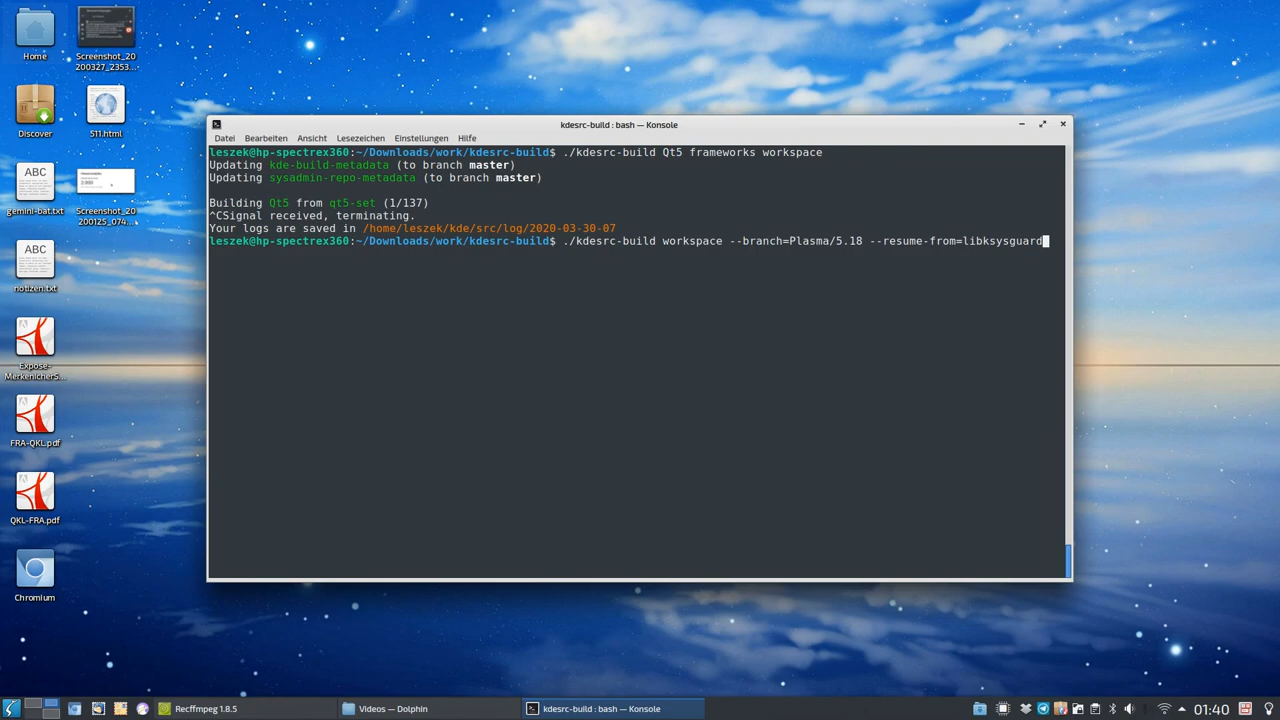 Home
Screenshot_20
200327_2353...
Discover
511.html
gemini-bat.txt
Screenshot_20
200125_074...
notizen.txt
Expose-
MerkenicherS...
FRA-QKL.pdf
QKL-FRA.pdf
Chromium
ABC
ABC
kdesrc-build : bash — Konsole
Datei Bearbeiten Ansicht Lesezeichen Einstellungen Hilfe
leszek@hp-spectrex360:~/Downloads/work/kdesrc-build$ ./kdesrc-build Qt5 frameworks workspace
Updating kde-build-metadata (to branch master)
Updating sysadmin-repo-metadata (to branch master)
Building Qt5 from qt5-set (1/137)
^CSignal received, terminating.
Your logs are saved in /home/leszek/kde/src/log/2020-03-30-07
leszek@hp-spectrex360:~/Downloads/work/kdesrc-build$ ./kdesrc-build workspace --branch=Plasma/5.18 --resume-from=libksysguard
Recffmpeg 1.8.5
Videos — Dolphin
kdesrc-build : bash — Konsole
01:40